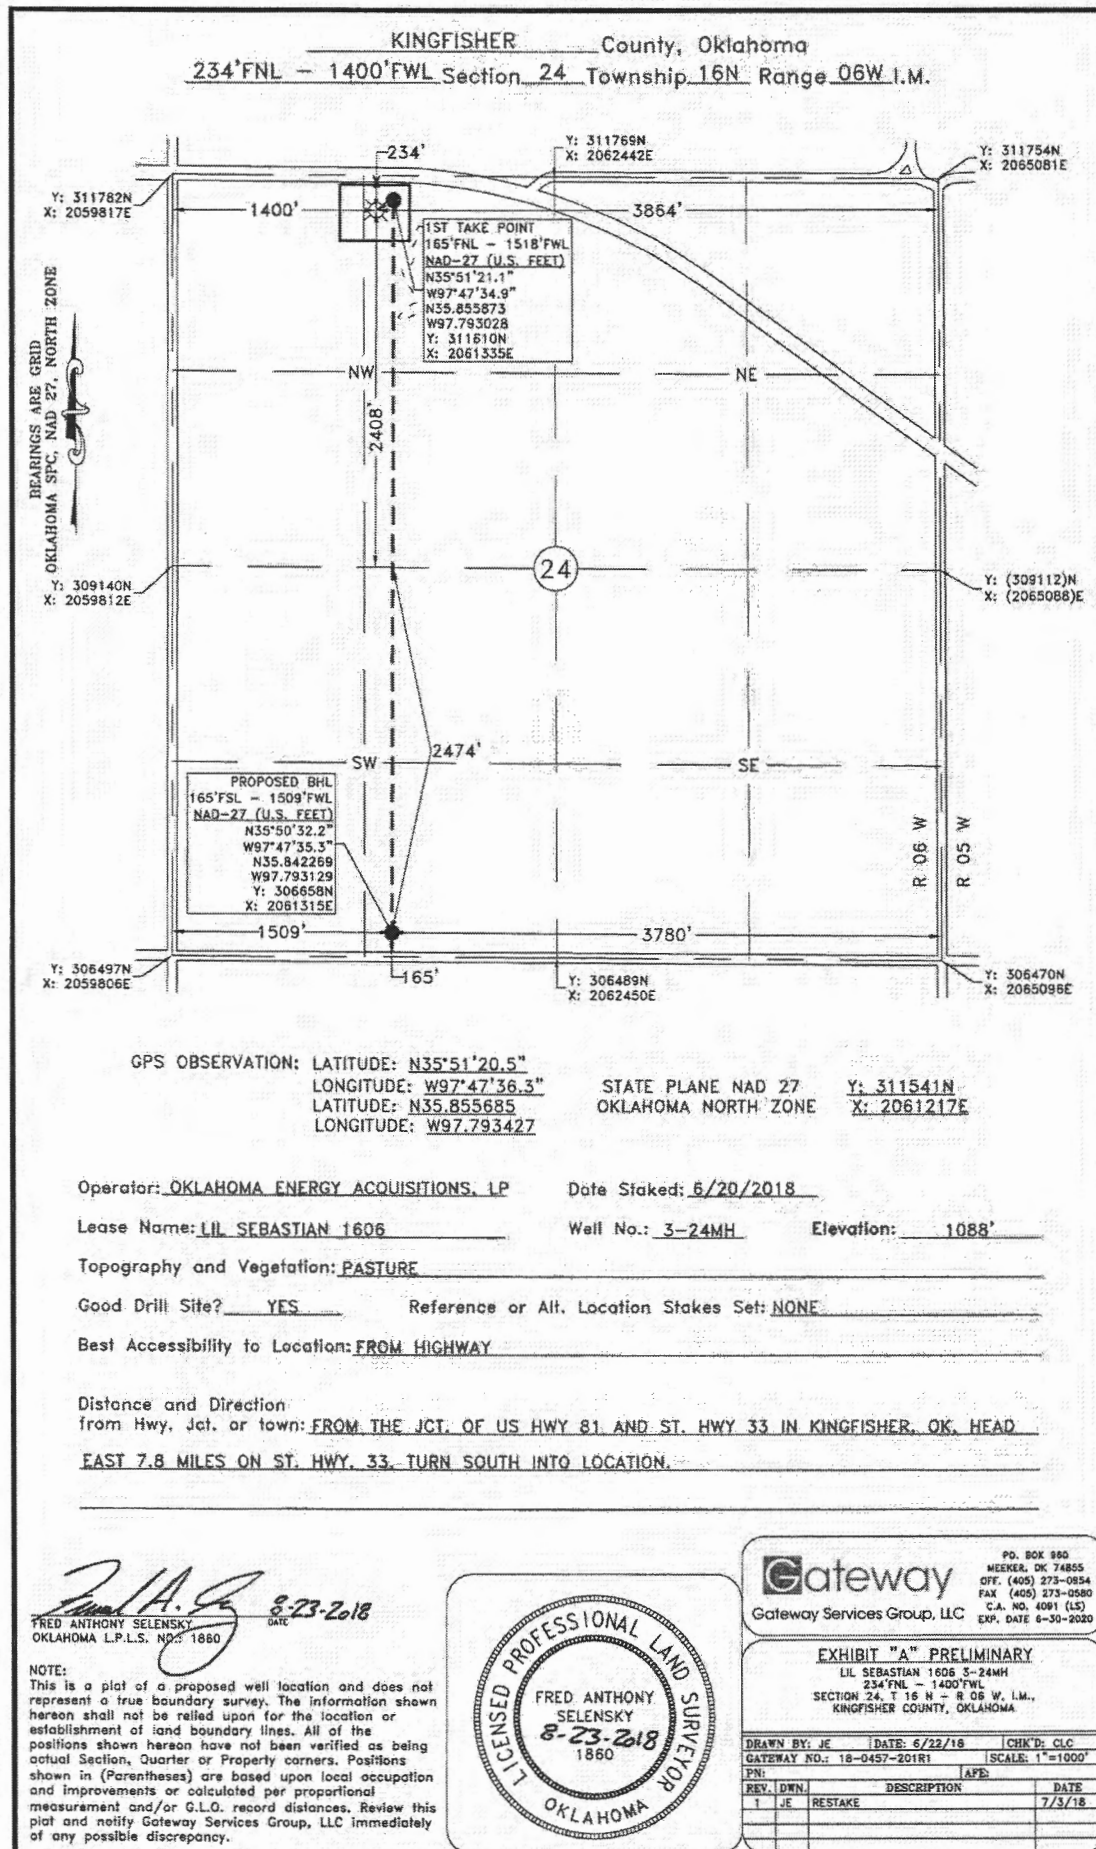 KINGFISHER County, Oklahoma
234'FNL - 1400'FWL Section 24 Township 16N Range 06W I.M.
234'
Y: 311769N
X: 2062442E
Y: 311754N
X: 2065081E
Y: 311782N
X: 2059817E
1400'
3864'
1ST TAKE POINT
165'FNL - 1518'FWL
NAD-27 (U.S. FEET)
N35°51'21.1"
W97°47'34.9"
N35.855873
W97.793028
Y: 311610N
X: 2061335E
BEARINGS ARE GRID
OKLAHOMA SPC, NAD 27, NORTH ZONE
NW
NE
2408'
24
Y: 309140N
X: 2059812E
Y: (309112)N
X: (2065088)E
2474'
SW
SE
PROPOSED BHL
165'FSL - 1509'FWL
NAD-27 (U.S. FEET)
N35°50'32.2"
W97°47'35.3"
N35.842269
W97.793129
Y: 306658N
X: 2061315E
R 06 W
R 05 W
1509'
3780'
165'
Y: 306497N
X: 2059806E
Y: 306489N
X: 2062450E
Y: 306470N
X: 2065096E
GPS OBSERVATION: LATITUDE: N35°51'20.5"
LONGITUDE: W97°47'36.3"
LATITUDE: N35.855685
LONGITUDE: W97.793427
STATE PLANE NAD 27 Y: 311541N
OKLAHOMA NORTH ZONE X: 2061217E
Operator: OKLAHOMA ENERGY ACQUISITIONS, LP Date Staked: 6/20/2018
Lease Name: LIL SEBASTIAN 1606 Well No.: 3-24MH Elevation: 1088'
Topography and Vegetation: PASTURE
Good Drill Site? YES Reference or Alt. Location Stakes Set: NONE
Best Accessibility to Location: FROM HIGHWAY
Distance and Direction
from Hwy. Jct. or town: FROM THE JCT. OF US HWY 81 AND ST. HWY 33 IN KINGFISHER, OK, HEAD
EAST 7.8 MILES ON ST. HWY. 33. TURN SOUTH INTO LOCATION.
8-23-2018
DATE
FRED ANTHONY SELENSKY
OKLAHOMA L.P.L.S. NO.: 1860
NOTE:
This is a plat of a proposed well location and does not
represent a true boundary survey. The information shown
hereon shall not be relied upon for the location or
establishment of land boundary lines. All of the
positions shown hereon have not been verified as being
actual Section, Quarter or Property corners. Positions
shown in (Parentheses) are based upon local occupation
and improvements or calculated per proportional
measurement and/or G.L.O. record distances. Review this
plat and notify Gateway Services Group, LLC immediately
of any possible discrepancy.
LICENSED PROFESSIONAL LAND SURVEYOR
FRED ANTHONY
SELENSKY
8-23-2018
1860
OKLAHOMA
Gateway
Gateway Services Group, LLC
PO. BOX 960
MEEKER, OK 74855
OFF. (405) 273-0954
FAX (405) 273-0580
C.A. NO. 4091 (LS)
EXP. DATE 6-30-2020
EXHIBIT "A" PRELIMINARY
LIL SEBASTIAN 1606 3-24MH
234'FNL - 1400'FWL
SECTION 24, T 16 N - R 06 W, I.M.,
KINGFISHER COUNTY, OKLAHOMA
DRAWN BY: JE DATE: 6/22/18 CHK'D: CLC
GATEWAY NO.: 18-0457-201R1 SCALE: 1"=1000'
PN: AFE:
REV. DWN. DESCRIPTION DATE
1 JE RESTAKE 7/3/18